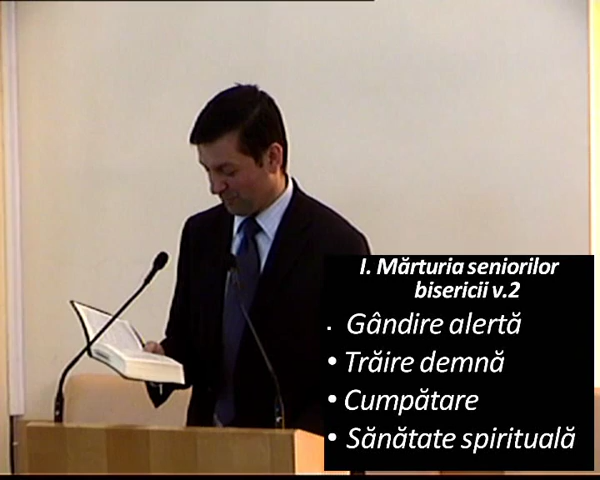 I. Mărturia seniorilor
bisericii v.2
• Gândire alertă
• Trăire demnă
• Cumpătare
• Sănătate spirituală